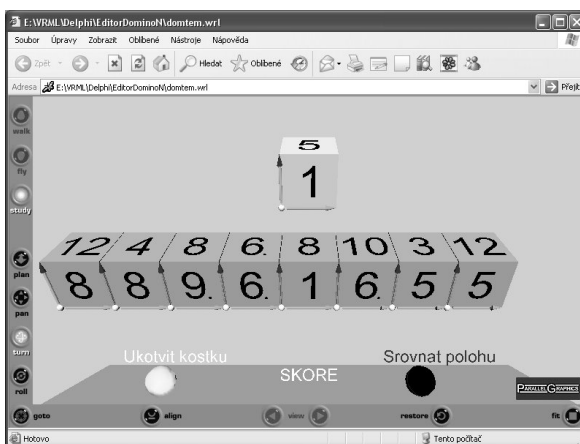 E:\VRML\Delphi\EditorDominoN\domtem.wrl
Soubor Úpravy Zobrazit Oblíbené Nástroje Nápověda
Zpět Hledat Oblíbené
Adresa E:\VRML\Delphi\EditorDominoN\domtem.wrl Přejít
walk
fly
study
plan
pan
turn
roll
5
1
12 4 8 6. 8 10 3 12
8 8 9. 6. 1 6. 5 5
Ukotvit kostku
Srovnat polohu
SKORE
PARALLELGRAPHICS
goto align view restore fit
Hotovo Tento počítač